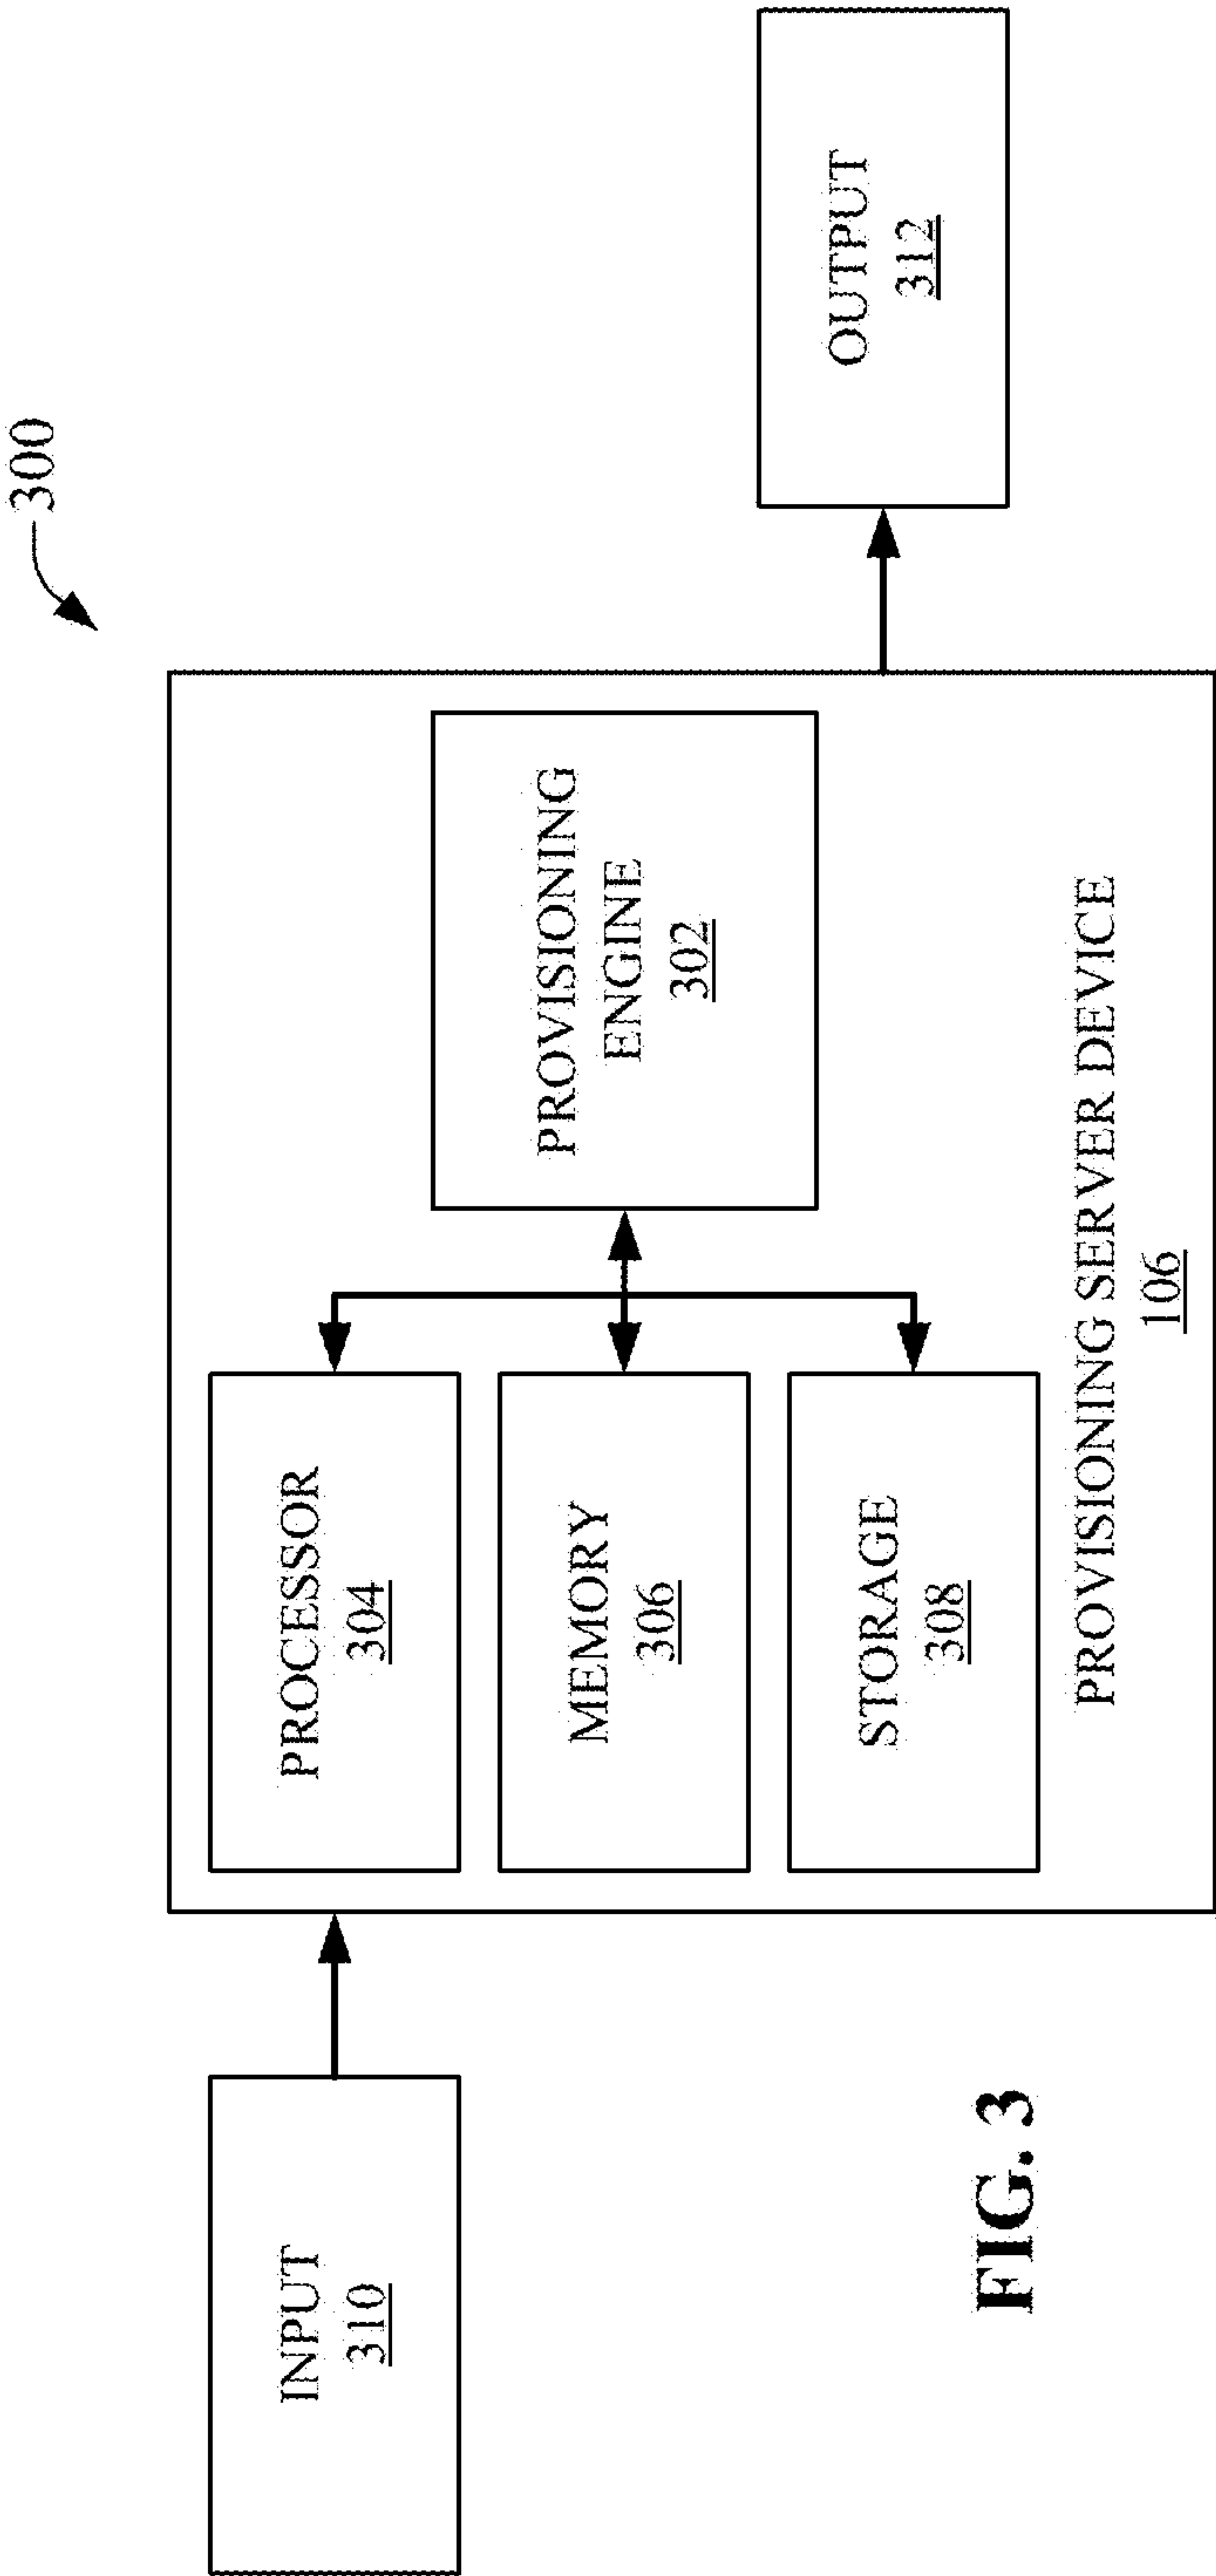 300
INPUT
310
PROCESSOR
304
MEMORY
306
STORAGE
308
PROVISIONING
ENGINE
302
PROVISIONING SERVER DEVICE
106
OUTPUT
312
FIG. 3